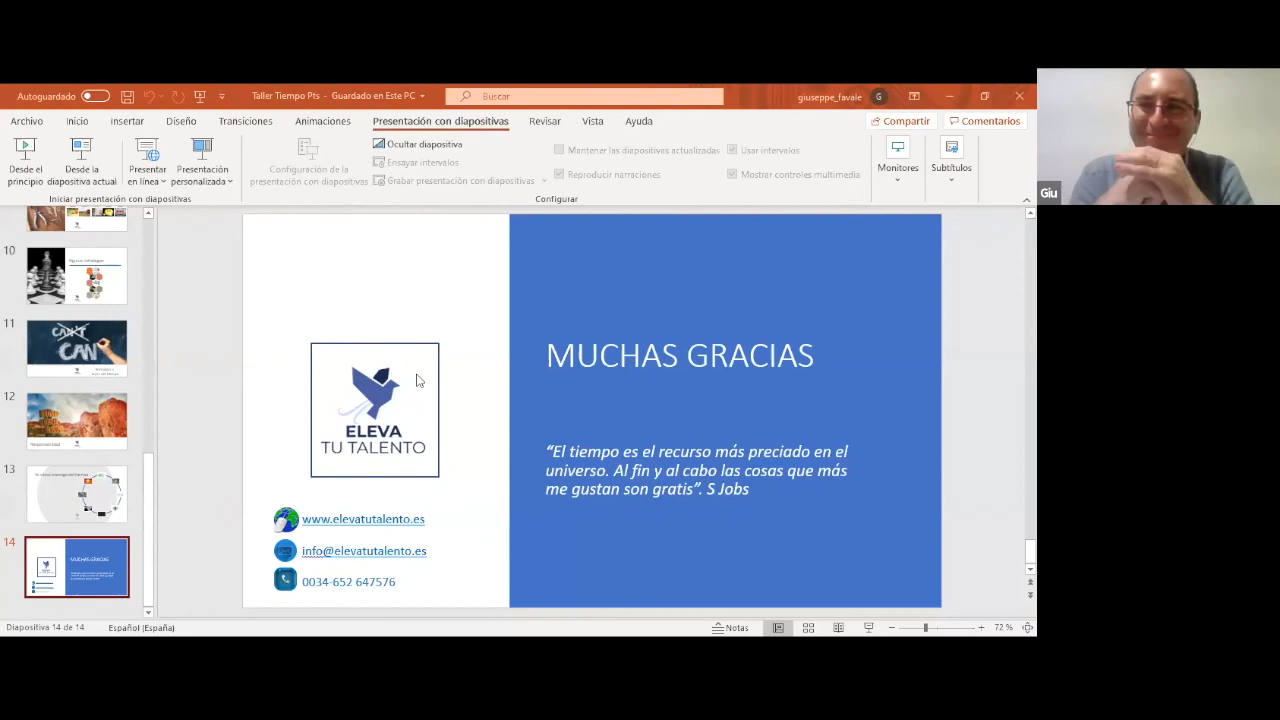 Autoguardado
Taller Tiempo Pts - Guardado en Este PC
Buscar
giuseppe_favale
G
Archivo Inicio Insertar Diseño Transiciones Animaciones Presentación con diapositivas Revisar Vista Ayuda
Compartir Comentarios
Desde el principio
Desde la diapositiva actual
Presentar en línea
Presentación personalizada
Iniciar presentación con diapositivas
Configuración de la presentación con diapositivas
Ocultar diapositiva
Ensayar intervalos
Grabar presentación con diapositivas
Mantener las diapositivas actualizadas
Reproducir narraciones
Usar intervalos
Mostrar controles multimedia
Configurar
Monitores
Subtítulos
Giu
10
11
CAN'T
CAN
12
13
14
MUCHAS GRACIAS
ELEVA
TU TALENTO
www.elevatutalento.es
info@elevatutalento.es
0034-652 647576
MUCHAS GRACIAS
“El tiempo es el recurso más preciado en el
universo. Al fin y al cabo las cosas que más
me gustan son gratis”. S Jobs
Diapositiva 14 de 14 Español (España)
Notas
72 %